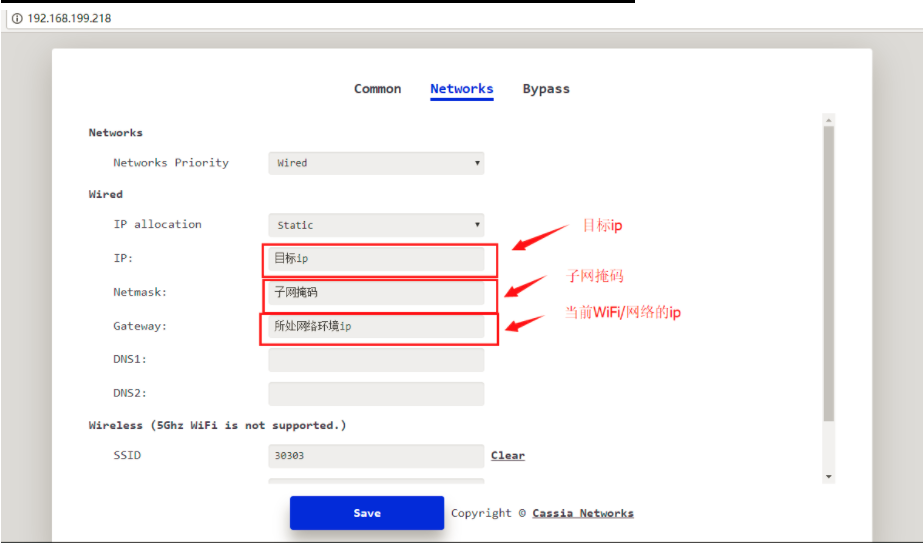 192.168.199.218
Common Networks Bypass
Networks
Networks Priority Wired
Wired
IP allocation Static
目标ip
IP: 目标ip
子网掩码
Netmask: 子网掩码
当前WiFi/网络的ip
Gateway: 所处网络环境ip
DNS1:
DNS2:
Wireless (5Ghz WiFi is not supported.)
SSID 30303 Clear
Save Copyright © Cassia Networks